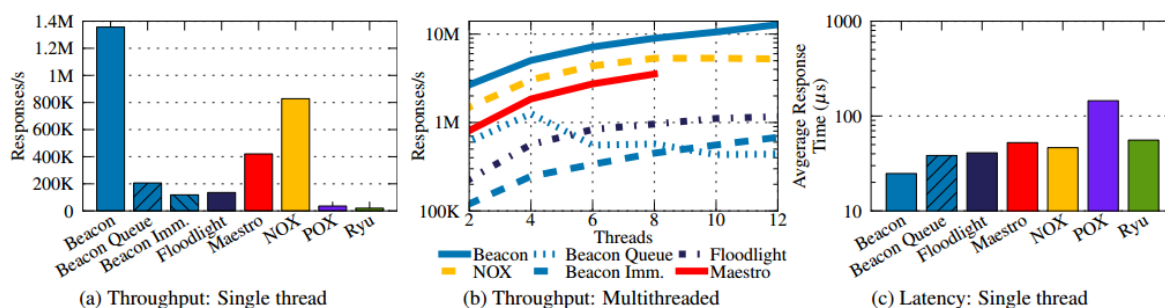 1.4M
1.2M
1M
800K
600K
400K
200K
0
Responses/s
Beacon
Beacon Queue
Beacon Imm.
Floodlight
Maestro
NOX
POX
Ryu
(a) Throughput: Single thread
10M
1M
100K
Responses/s
2 4 6 8 10 12
Threads
Beacon Beacon Queue Floodlight
NOX Beacon Imm. Maestro
(b) Throughput: Multithreaded
1000
100
10
Avgerage Response
Time (μs)
Beacon
Beacon Queue
Floodlight
Maestro
NOX
POX
Ryu
(c) Latency: Single thread